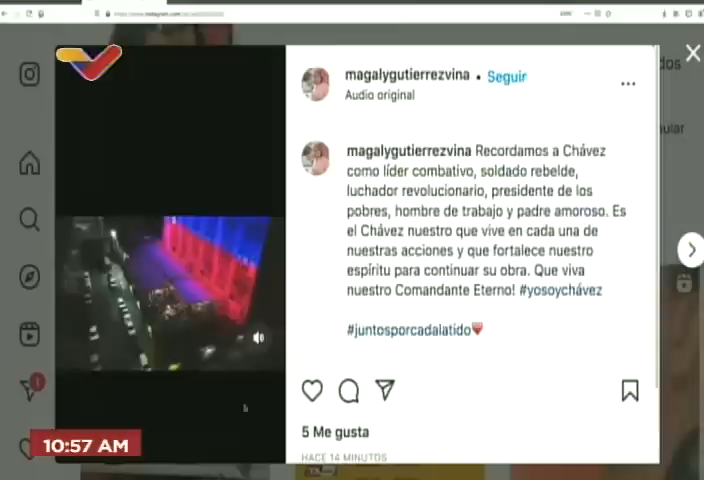 magalygutierrezvina • Seguir
Audio original
magalygutierrezvina Recordamos a Chávez
como líder combativo, soldado rebelde,
luchador revolucionario, presidente de los
pobres, hombre de trabajo y padre amoroso. Es
el Chávez nuestro que vive en cada una de
nuestras acciones y que fortalece nuestro
espíritu para continuar su obra. Que viva
nuestro Comandante Eterno! #yosoychávez
#juntosporcadalatido
5 Me gusta
HACE 14 MINUTOS
1
10:57 AM